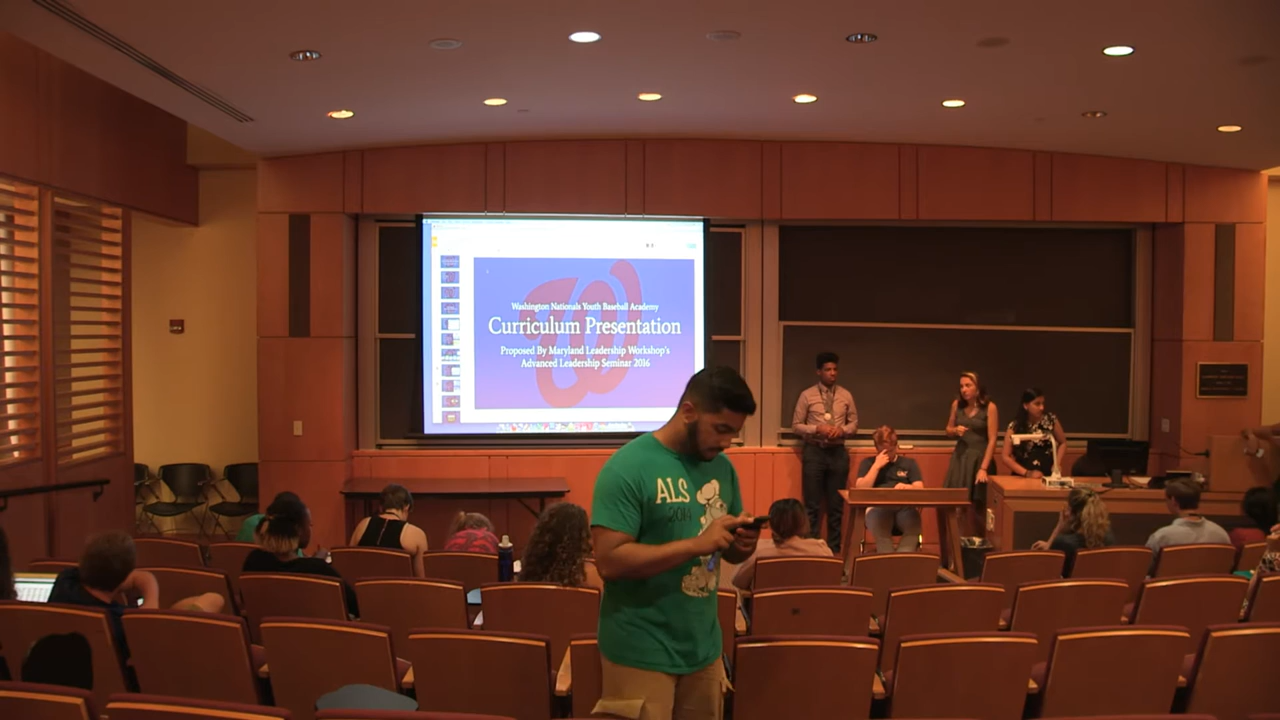 Washington Nationals Youth Baseball Academy
Curriculum Presentation
Proposed By Maryland Leadership Workshop's
Advanced Leadership Seminar 2016
ALS
2014